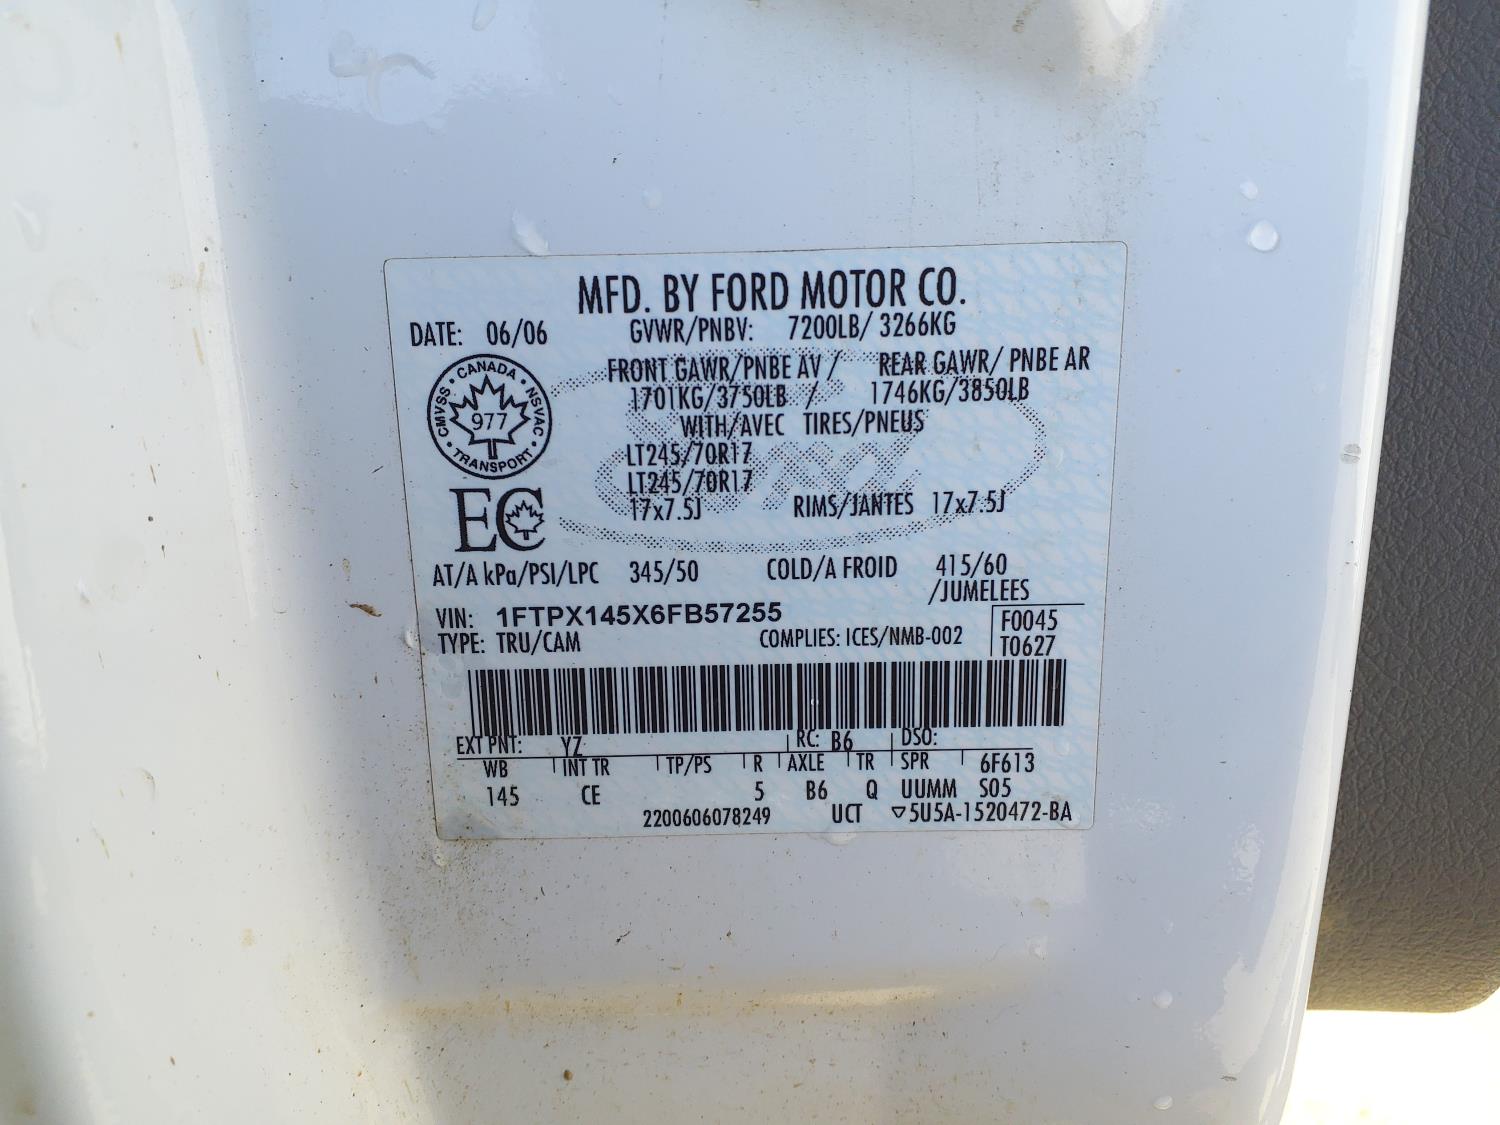 MFD. BY FORD MOTOR CO.
DATE: 06/06 GVWR/PNBV: 7200LB/ 3266KG
FRONT GAWR/PNBE AV / REAR GAWR/ PNBE AR
1701KG/3750LB / 1746KG/3850LB
WITH/AVEC TIRES/PNEUS
LT245/70R17
LT245/70R17
17x7.5J RIMS/JANTES 17x7.5J
CANADA
CMVSS NSVAC
977
TRANSPORT
EC
AT/A kPa/PSI/LPC 345/50 COLD/A FROID 415/60
/JUMELEES
VIN: 1FTPX145X6FB57255 F0045
TYPE: TRU/CAM COMPLIES: ICES/NMB-002 T0627
EXT PNT: YZ RC: B6 DSO:
WB INT TR TP/PS R AXLE TR SPR 6F613
145 CE 5 B6 Q UUMM S05
2200606078249 UCT ▽5U5A-1520472-BA